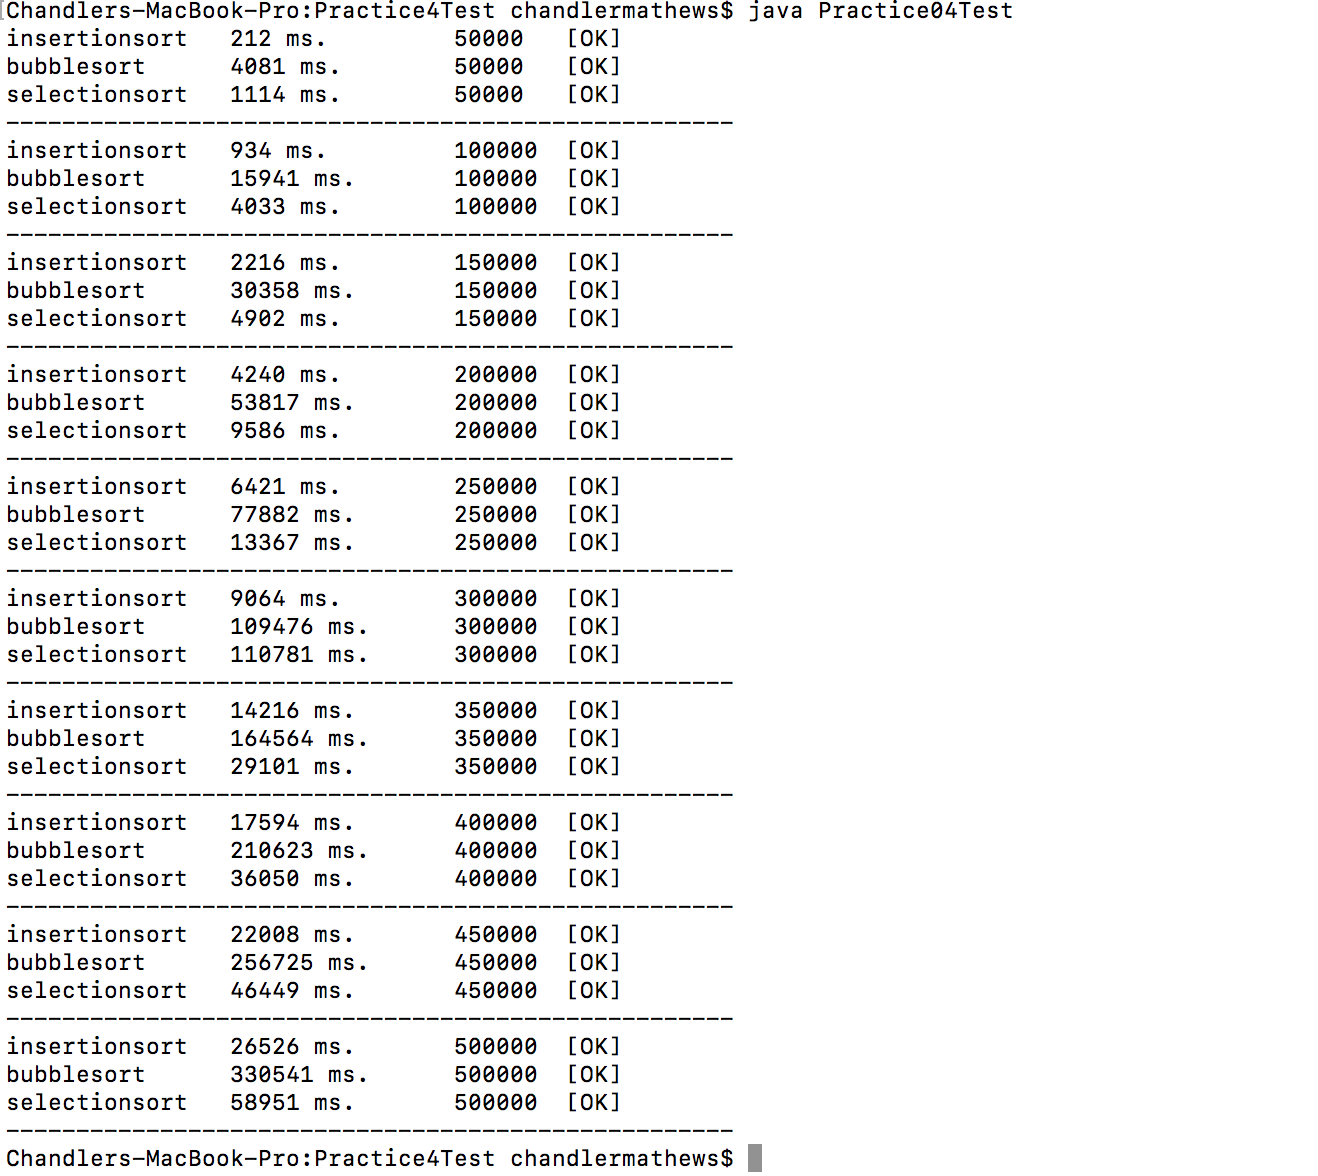 Chandlers-MacBook-Pro:Practice4Test chandlermathews$ java Practice04Test
insertionsort   212 ms.         50000   [OK]
bubblesort      4081 ms.        50000   [OK]
selectionsort   1114 ms.        50000   [OK]
----------------------------------------------------
insertionsort   934 ms.         100000  [OK]
bubblesort      15941 ms.       100000  [OK]
selectionsort   4033 ms.        100000  [OK]
----------------------------------------------------
insertionsort   2216 ms.        150000  [OK]
bubblesort      30358 ms.       150000  [OK]
selectionsort   4902 ms.        150000  [OK]
----------------------------------------------------
insertionsort   4240 ms.        200000  [OK]
bubblesort      53817 ms.       200000  [OK]
selectionsort   9586 ms.        200000  [OK]
----------------------------------------------------
insertionsort   6421 ms.        250000  [OK]
bubblesort      77882 ms.       250000  [OK]
selectionsort   13367 ms.       250000  [OK]
----------------------------------------------------
insertionsort   9064 ms.        300000  [OK]
bubblesort      109476 ms.      300000  [OK]
selectionsort   110781 ms.      300000  [OK]
----------------------------------------------------
insertionsort   14216 ms.       350000  [OK]
bubblesort      164564 ms.      350000  [OK]
selectionsort   29101 ms.       350000  [OK]
----------------------------------------------------
insertionsort   17594 ms.       400000  [OK]
bubblesort      210623 ms.      400000  [OK]
selectionsort   36050 ms.       400000  [OK]
----------------------------------------------------
insertionsort   22008 ms.       450000  [OK]
bubblesort      256725 ms.      450000  [OK]
selectionsort   46449 ms.       450000  [OK]
----------------------------------------------------
insertionsort   26526 ms.       500000  [OK]
bubblesort      330541 ms.      500000  [OK]
selectionsort   58951 ms.       500000  [OK]
----------------------------------------------------
Chandlers-MacBook-Pro:Practice4Test chandlermathews$